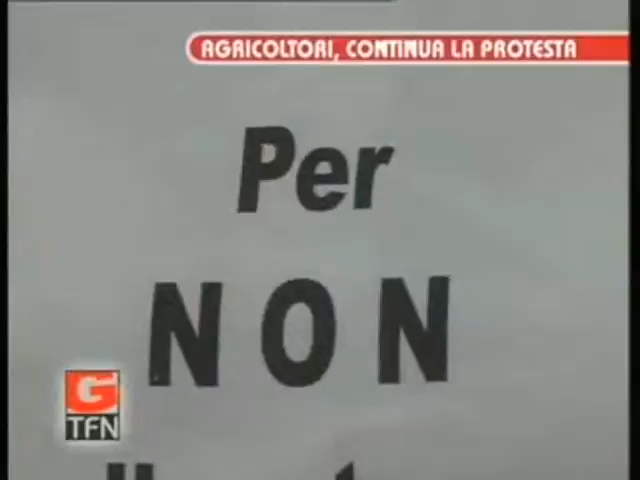 AGRICOLTORI, CONTINUA LA PROTESTA
Per
NON
G
TFN